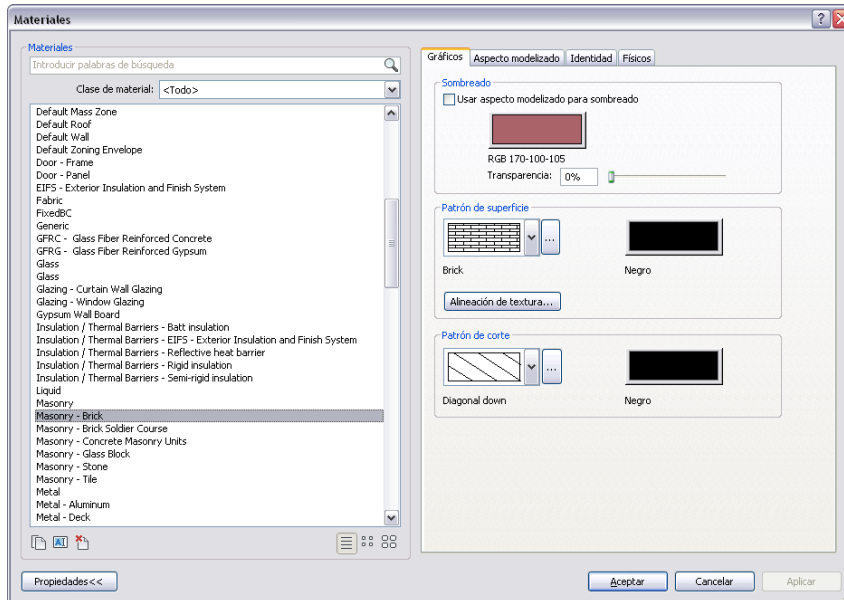 Materiales
Materiales
Introducir palabras de búsqueda
Clase de material: <Todo>
Default Mass Zone
Default Roof
Default Wall
Default Zoning Envelope
Door - Frame
Door - Panel
EIFS - Exterior Insulation and Finish System
Fabric
FixedBC
Generic
GFRC - Glass Fiber Reinforced Concrete
GFRG - Glass Fiber Reinforced Gypsum
Glass
Glass
Glazing - Curtain Wall Glazing
Glazing - Window Glazing
Gypsum Wall Board
Insulation / Thermal Barriers - Batt insulation
Insulation / Thermal Barriers - EIFS - Exterior Insulation and Finish System
Insulation / Thermal Barriers - Reflective heat barrier
Insulation / Thermal Barriers - Rigid insulation
Insulation / Thermal Barriers - Semi-rigid insulation
Liquid
Masonry
Masonry - Brick
Masonry - Brick Soldier Course
Masonry - Concrete Masonry Units
Masonry - Glass Block
Masonry - Stone
Masonry - Tile
Metal
Metal - Aluminum
Metal - Deck
AI
Propiedades<<
Gráficos Aspecto modelizado Identidad Físicos
Sombreado
Usar aspecto modelizado para sombreado
RGB 170-100-105
Transparencia: 0%
Patrón de superficie
...
Brick Negro
Alineación de textura...
Patrón de corte
...
Diagonal down Negro
Aceptar Cancelar Aplicar